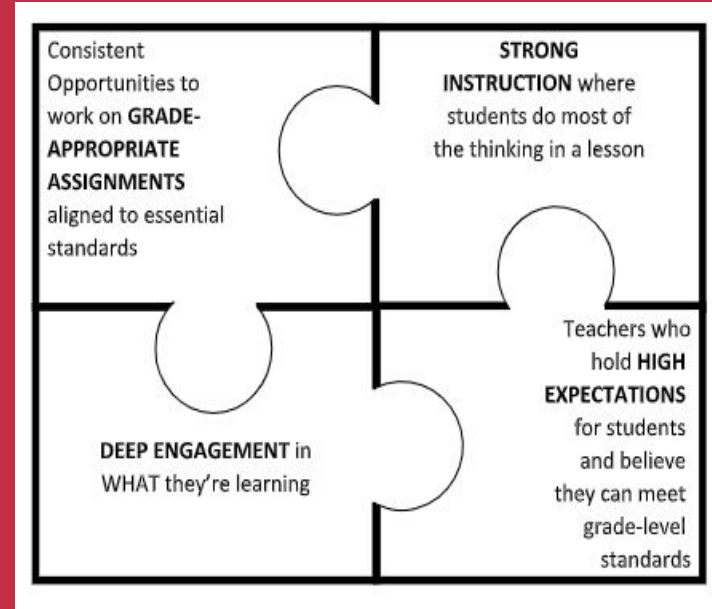 Consistent
Opportunities to
work on GRADE-
APPROPRIATE
ASSIGNMENTS
aligned to essential
standards
STRONG
INSTRUCTION where
students do most of
the thinking in a lesson
DEEP ENGAGEMENT in
WHAT they're learning
Teachers who
hold HIGH
EXPECTATIONS
for students
and believe
they can meet
grade-level
standards